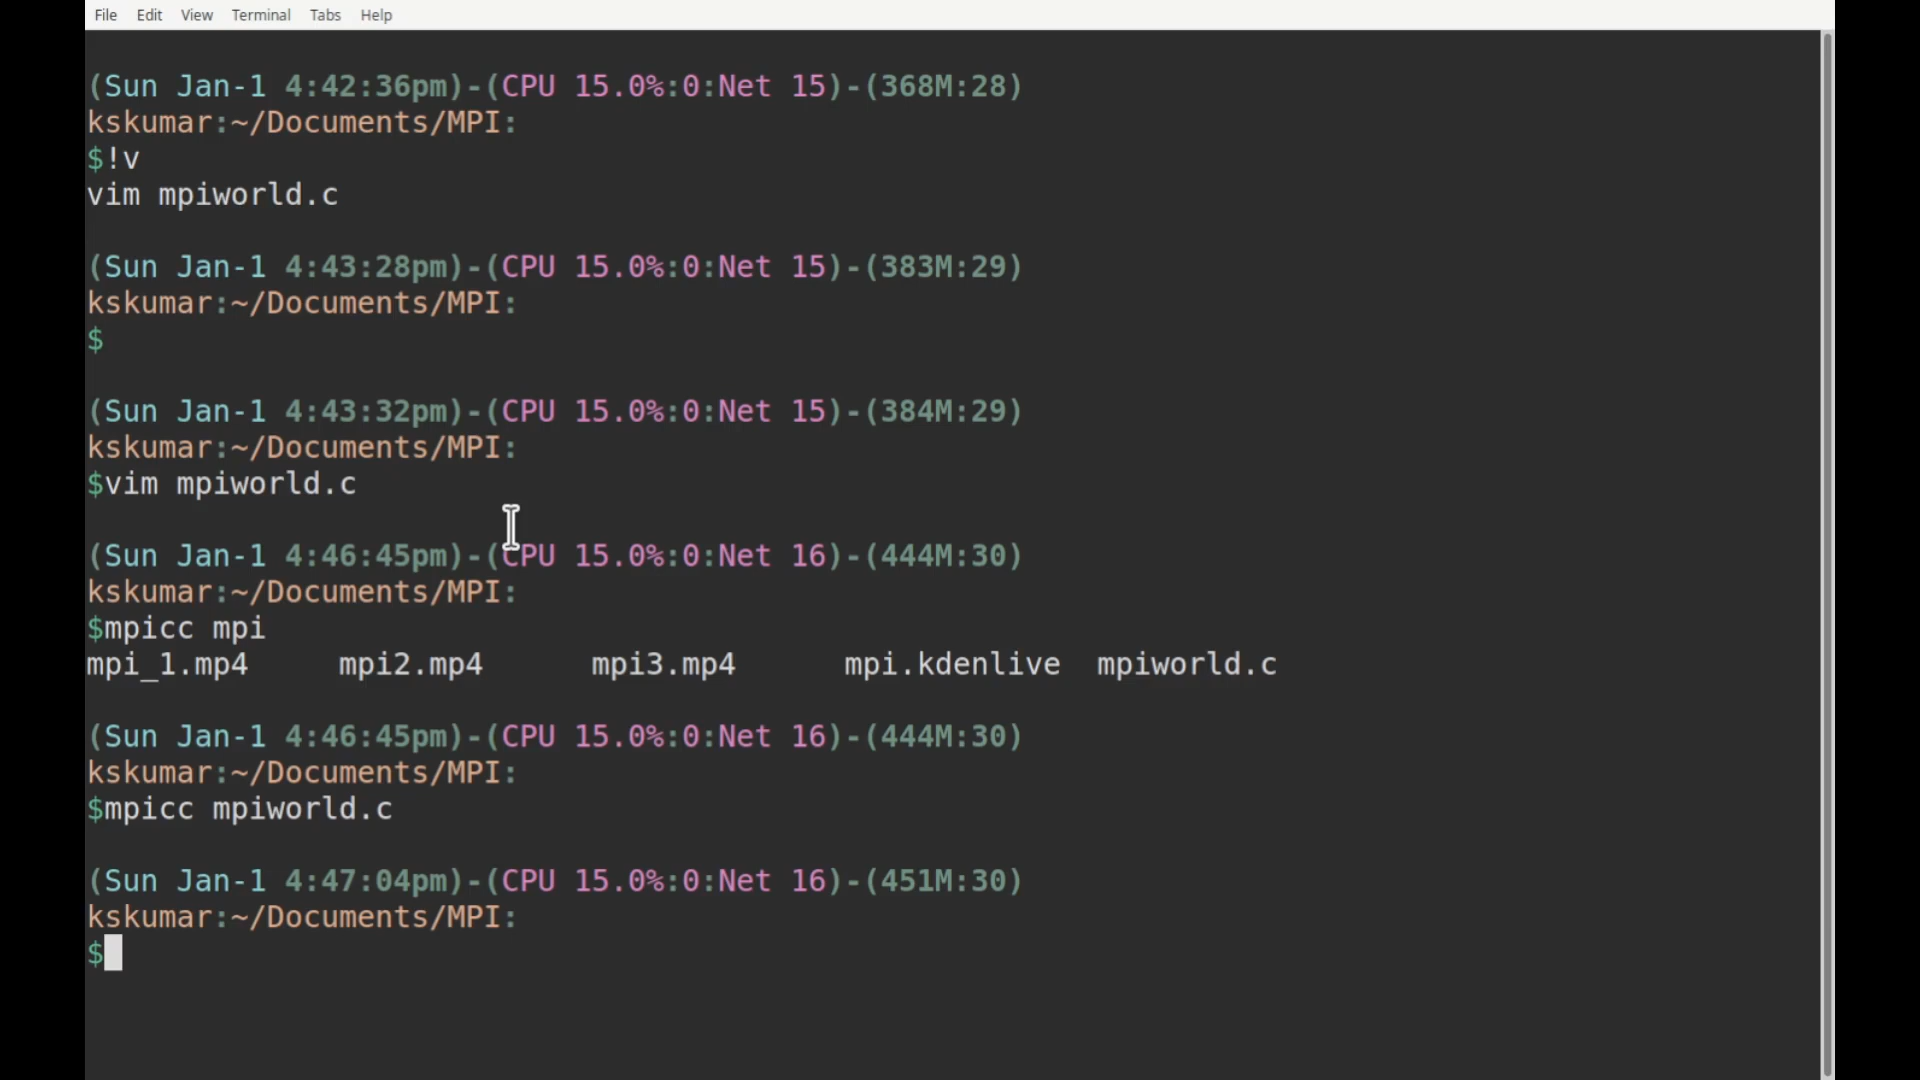 File Edit View Terminal Tabs Help
(Sun Jan-1 4:42:36pm)-(CPU 15.0%:0:Net 15)-(368M:28)
kskumar:~/Documents/MPI:
$!v
vim mpiworld.c
(Sun Jan-1 4:43:28pm)-(CPU 15.0%:0:Net 15)-(383M:29)
kskumar:~/Documents/MPI:
$
(Sun Jan-1 4:43:32pm)-(CPU 15.0%:0:Net 15)-(384M:29)
kskumar:~/Documents/MPI:
$vim mpiworld.c
(Sun Jan-1 4:46:45pm)-(CPU 15.0%:0:Net 16)-(444M:30)
kskumar:~/Documents/MPI:
$mpicc mpi
mpi_1.mp4 mpi2.mp4 mpi3.mp4 mpi.kdenlive mpiworld.c
(Sun Jan-1 4:46:45pm)-(CPU 15.0%:0:Net 16)-(444M:30)
kskumar:~/Documents/MPI:
$mpicc mpiworld.c
(Sun Jan-1 4:47:04pm)-(CPU 15.0%:0:Net 16)-(451M:30)
kskumar:~/Documents/MPI:
$